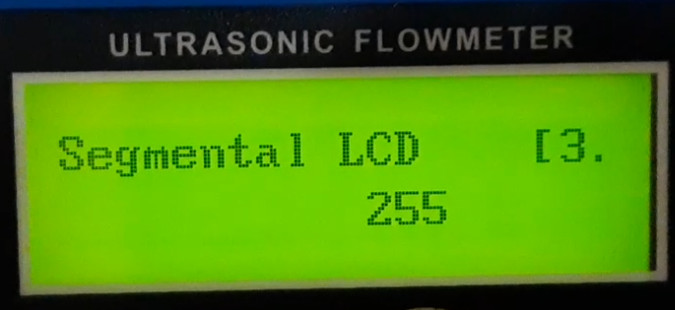 ULTRASONIC FLOWMETER
Segmental LCD [3.
255